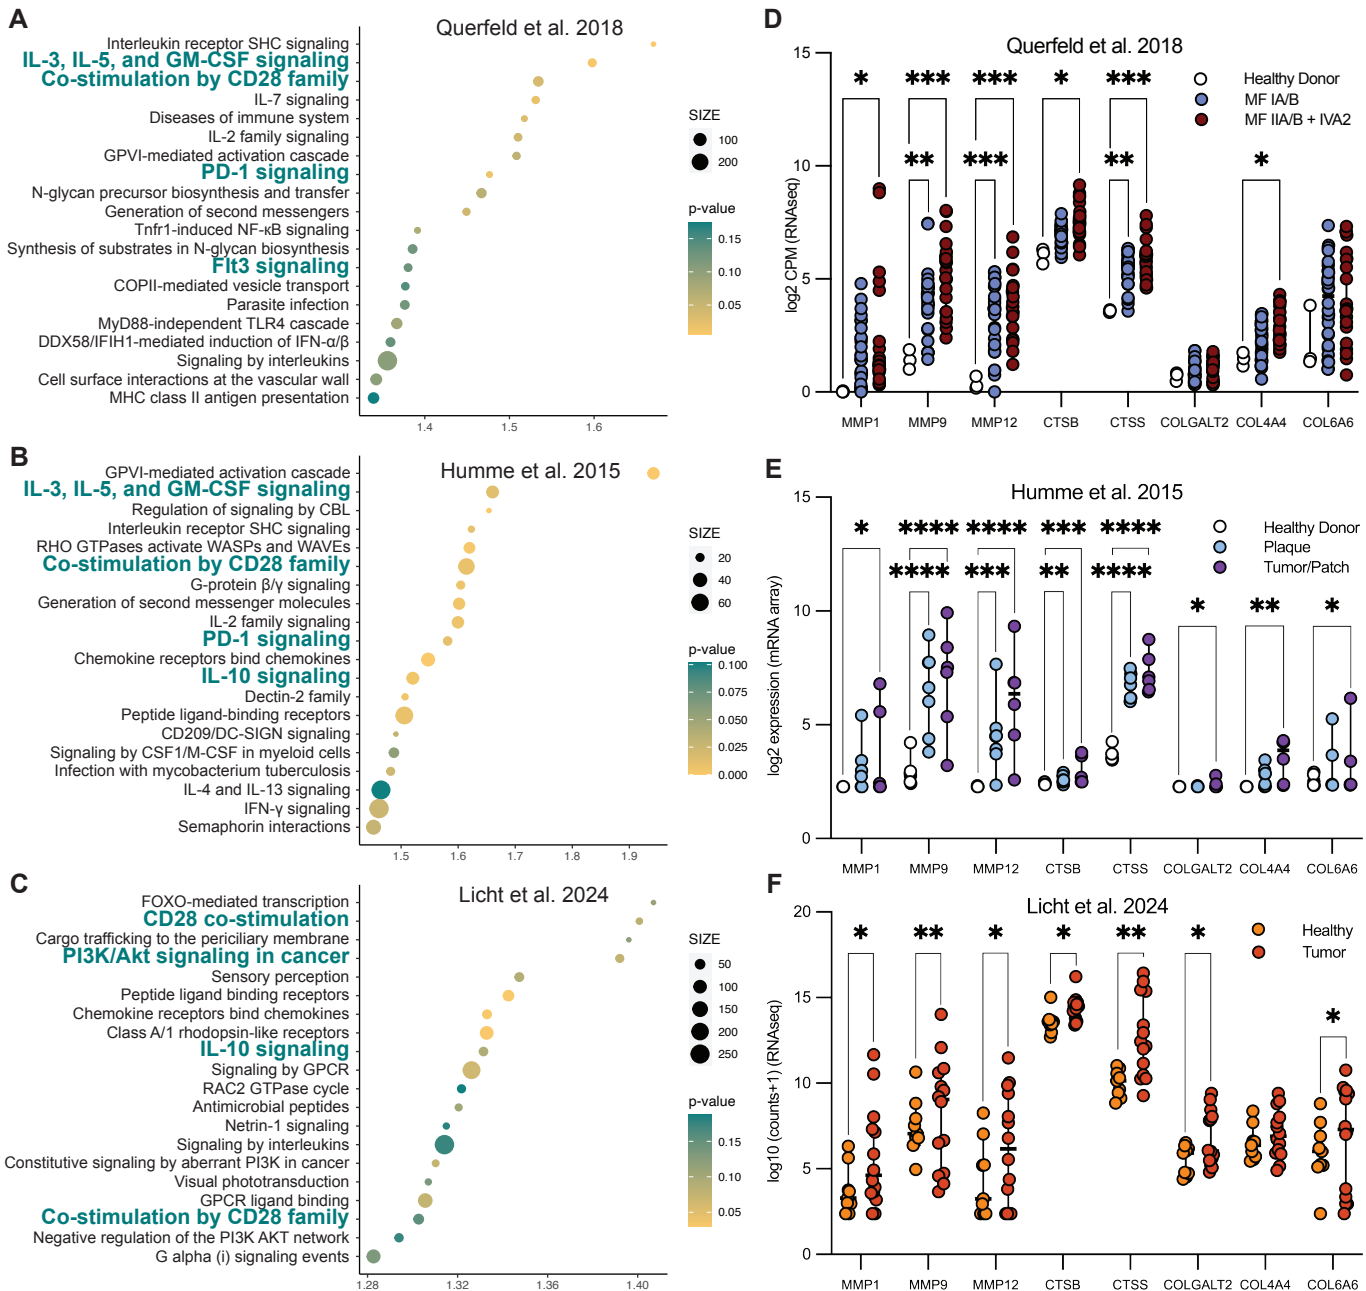 A
Querfeld et al. 2018
Interleukin receptor SHC signaling
IL-3, IL-5, and GM-CSF signaling
Co-stimulation by CD28 family
IL-7 signaling
Diseases of immune system
IL-2 family signaling
GPVI-mediated activation cascade
PD-1 signaling
N-glycan precursor biosynthesis and transfer
Generation of second messengers
Tnfr1-induced NF-κB signaling
Synthesis of substrates in N-glycan biosynthesis
Flt3 signaling
COPII-mediated vesicle transport
Parasite infection
MyD88-independent TLR4 cascade
DDX58/IFIH1-mediated induction of IFN-α/β
Signaling by interleukins
Cell surface interactions at the vascular wall
MHC class II antigen presentation
1.4 1.5 1.6
SIZE
100
200
p-value
0.15
0.10
0.05
B
Humme et al. 2015
GPVI-mediated activation cascade
IL-3, IL-5, and GM-CSF signaling
Regulation of signaling by CBL
Interleukin receptor SHC signaling
RHO GTPases activate WASPs and WAVEs
Co-stimulation by CD28 family
G-protein β/γ signaling
Generation of second messenger molecules
IL-2 family signaling
PD-1 signaling
Chemokine receptors bind chemokines
IL-10 signaling
Dectin-2 family
Peptide ligand-binding receptors
CD209/DC-SIGN signaling
Signaling by CSF1/M-CSF in myeloid cells
Infection with mycobacterium tuberculosis
IL-4 and IL-13 signaling
IFN-γ signaling
Semaphorin interactions
1.5 1.6 1.7 1.8 1.9
SIZE
20
40
60
p-value
0.100
0.075
0.050
0.025
0.000
C
Licht et al. 2024
FOXO-mediated transcription
CD28 co-stimulation
Cargo trafficking to the periciliary membrane
PI3K/Akt signaling in cancer
Sensory perception
Peptide ligand binding receptors
Chemokine receptors bind chemokines
Class A/1 rhodopsin-like receptors
IL-10 signaling
Signaling by GPCR
RAC2 GTPase cycle
Antimicrobial peptides
Netrin-1 signaling
Signaling by interleukins
Constitutive signaling by aberrant PI3K in cancer
Visual phototransduction
GPCR ligand binding
Co-stimulation by CD28 family
Negative regulation of the PI3K AKT network
G alpha (i) signaling events
1.28 1.32 1.36 1.40
SIZE
50
100
150
200
250
p-value
0.15
0.10
0.05
D
Querfeld et al. 2018
Healthy Donor
MF IA/B
MF IIA/B + IVA2
log2 CPM (RNAseq)
15
10
5
0
* *** *** * ***
** *** ** *
MMP1 MMP9 MMP12 CTSB CTSS COLGALT2 COL4A4 COL6A6
E
Humme et al. 2015
Healthy Donor
Plaque
Tumor/Patch
log2 expression (mRNA array)
15
10
5
0
* **** **** *** ****
**** *** ** ****
* ** *
MMP1 MMP9 MMP12 CTSB CTSS COLGALT2 COL4A4 COL6A6
F
Licht et al. 2024
Healthy
Tumor
log10 (counts+1) (RNAseq)
20
15
10
5
0
* ** * * ** *
*
MMP1 MMP9 MMP12 CTSB CTSS COLGALT2 COL4A4 COL6A6